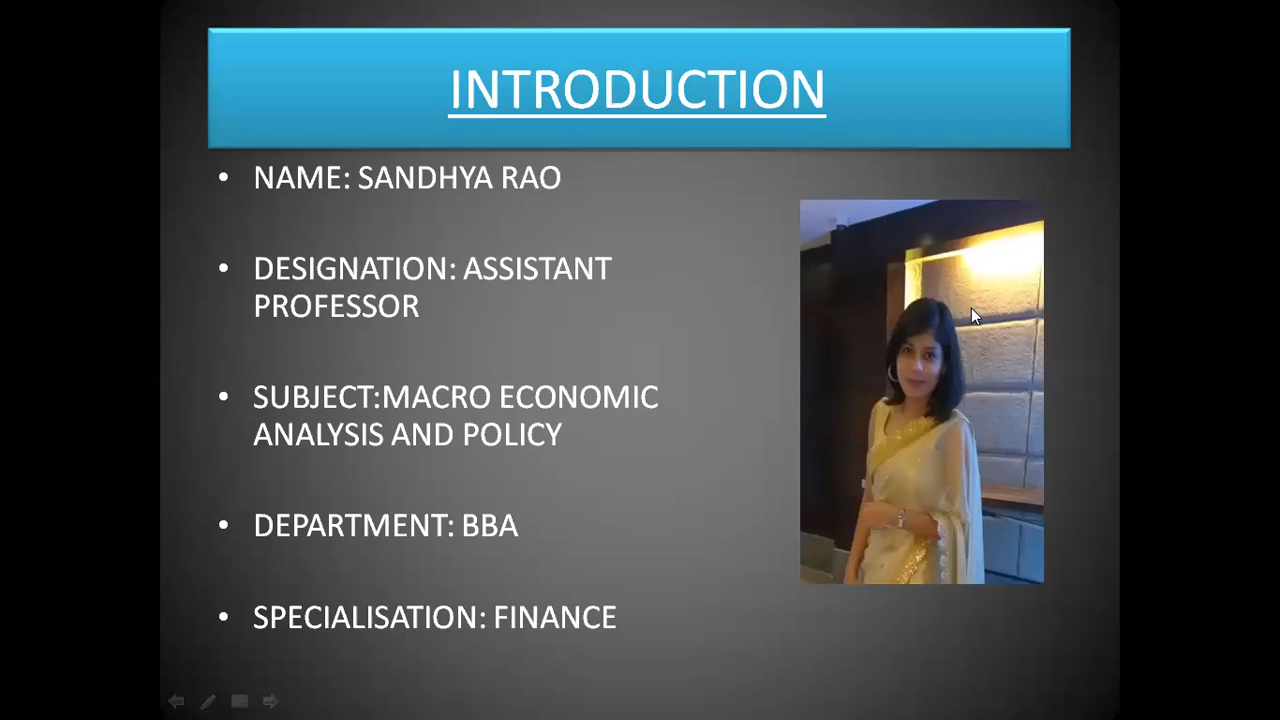 INTRODUCTION
• NAME: SANDHYA RAO
• DESIGNATION: ASSISTANT
PROFESSOR
• SUBJECT:MACRO ECONOMIC
ANALYSIS AND POLICY
• DEPARTMENT: BBA
• SPECIALISATION: FINANCE